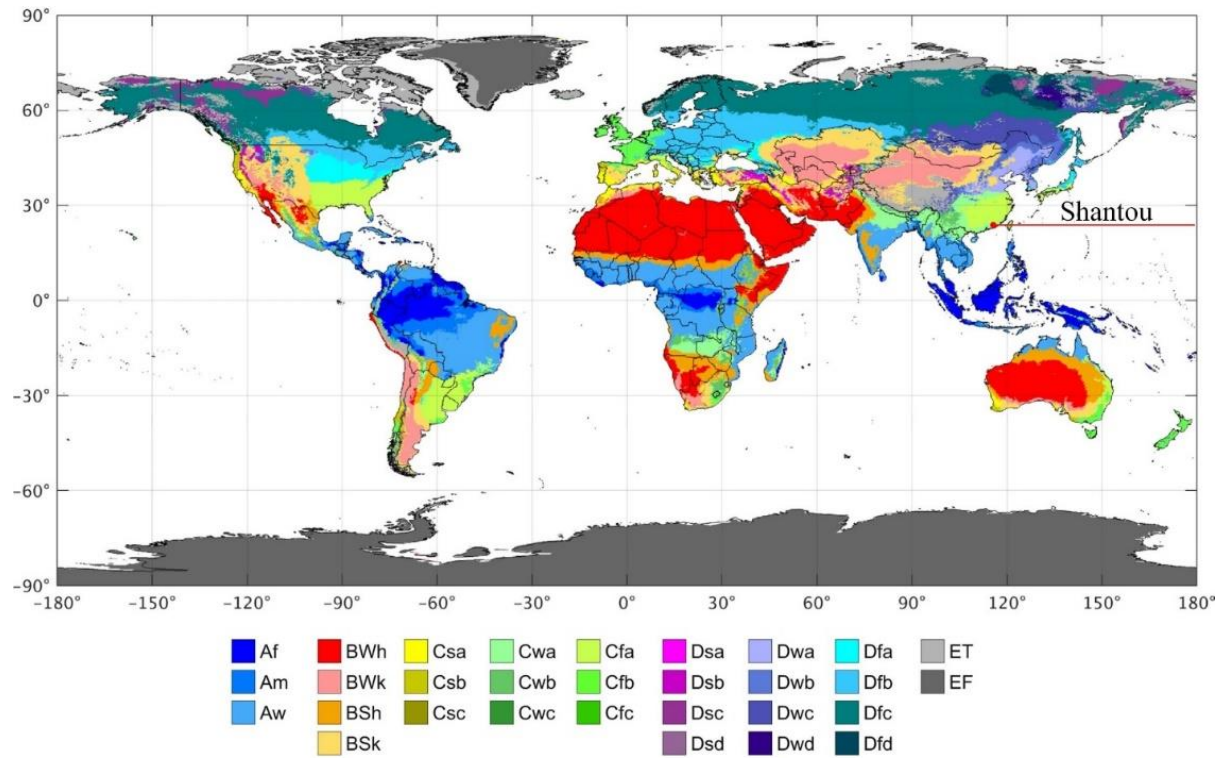 90°
60°
30°
Shantou
0°
−30°
−60°
−90°
−180° −150° −120° −90° −60° −30° 0° 30° 60° 90° 120° 150° 180°
Af BWh Csa Cwa Cfa Dsa Dwa Dfa ET
Am BWk Csb Cwb Cfb Dsb Dwb Dfb EF
Aw BSh Csc Cwc Cfc Dsc Dwc Dfc
BSk Dsd Dwd Dfd